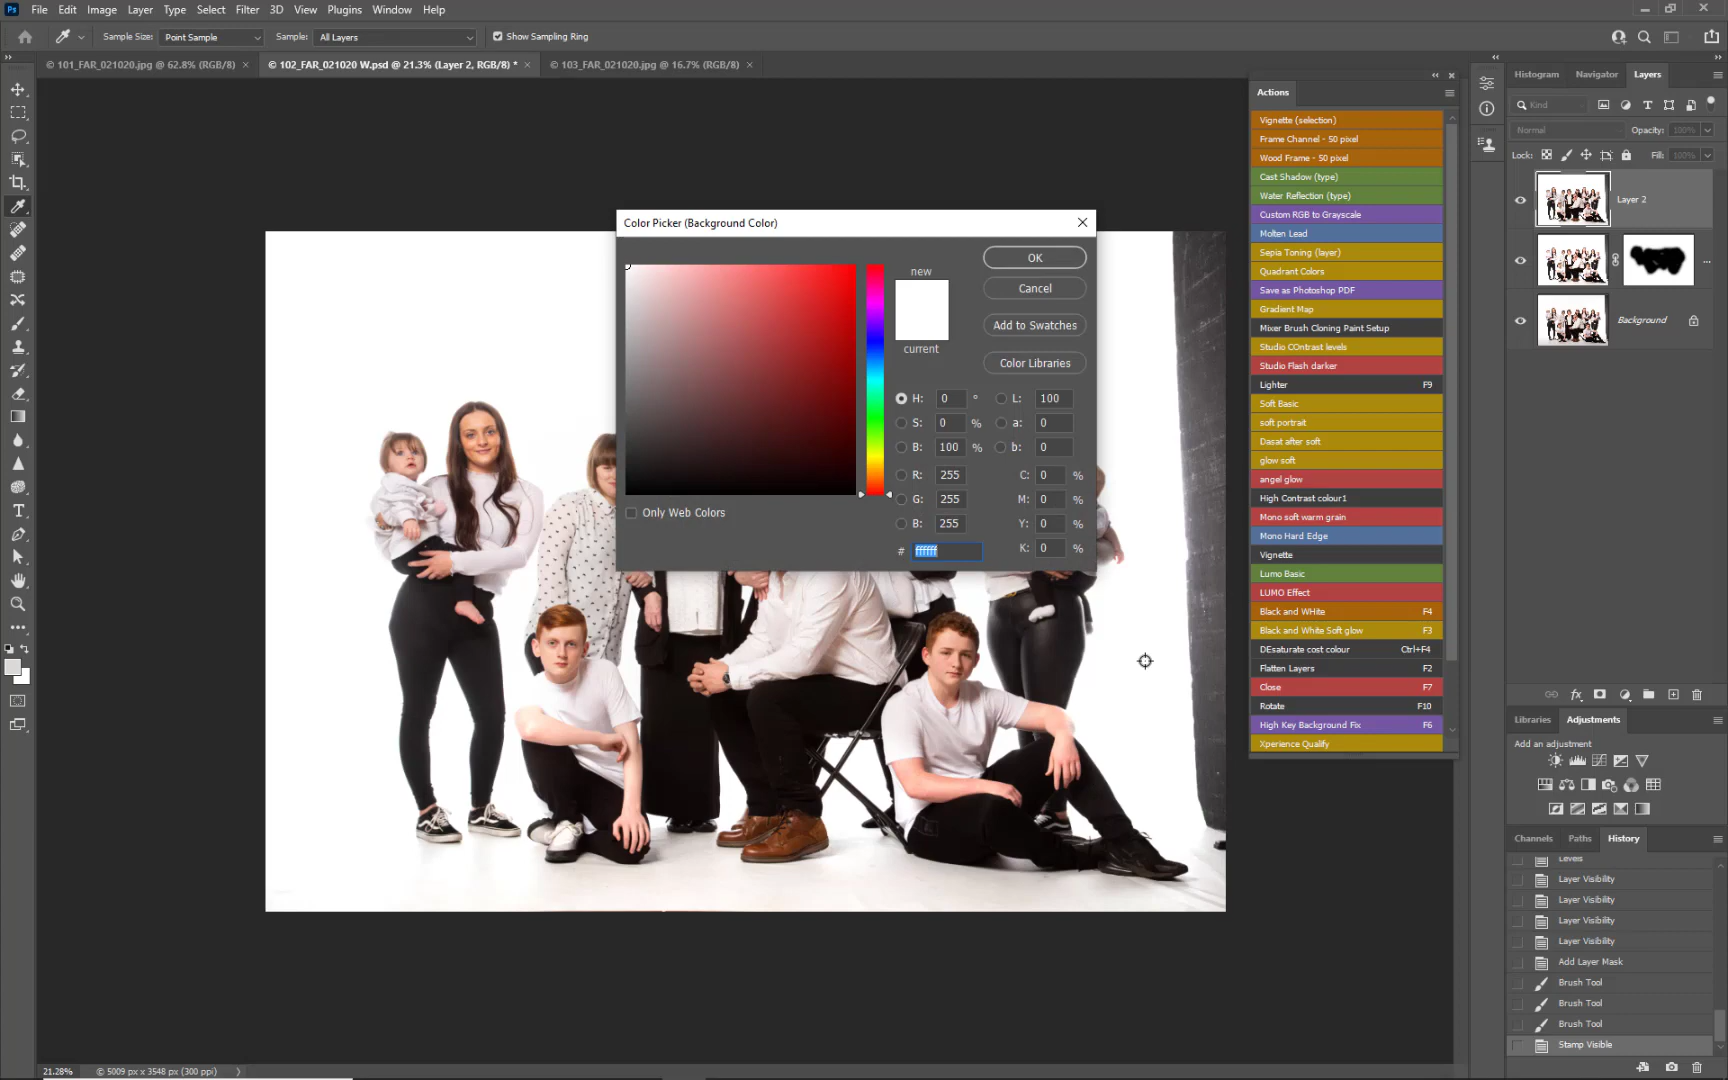 Ps File Edit Image Layer Type Select Filter 3D View Plugins Window Help
Sample Size: Point Sample Sample: All Layers Show Sampling Ring
© 101_FAR_021020.jpg @ 62.8% (RGB/8) × © 102_FAR_021020 W.psd @ 21.3% (Layer 2, RGB/8) * × © 103_FAR_021020.jpg @ 16.7% (RGB/8) ×
Color Picker (Background Color)
new
current
OK
Cancel
Add to Swatches
Color Libraries
H: 0 ° L: 100
S: 0 % a: 0
B: 100 % b: 0
R: 255 C: 0 %
G: 255 M: 0 %
B: 255 Y: 0 %
# ffffff K: 0 %
Only Web Colors
Actions
Vignette (selection)
Frame Channel - 50 pixel
Wood Frame - 50 pixel
Cast Shadow (type)
Water Reflection (type)
Custom RGB to Grayscale
Molten Lead
Sepia Toning (layer)
Quadrant Colors
Save as Photoshop PDF
Gradient Map
Mixer Brush Cloning Paint Setup
Studio COntrast levels
Studio Flash darker
Lighter F9
Soft Basic
soft portrait
Dasat after soft
glow soft
angel glow
High Contrast colour1
Mono soft warm grain
Mono Hard Edge
Vignette
Lumo Basic
LUMO Effect
Black and WHite F4
Black and White Soft glow F3
DEsaturate cost colour Ctrl+F4
Flatten Layers F2
Close F7
Rotate F10
High Key Background Fix F6
Xperience Qualify
Histogram Navigator Layers
Kind
Normal Opacity: 100%
Lock: Fill: 100%
Layer 2
Background
Libraries Adjustments
Add an adjustment
Channels Paths History
Levels
Layer Visibility
Layer Visibility
Layer Visibility
Layer Visibility
Add Layer Mask
Brush Tool
Brush Tool
Brush Tool
Stamp Visible
21.28% © 5009 px x 3548 px (300 ppi)